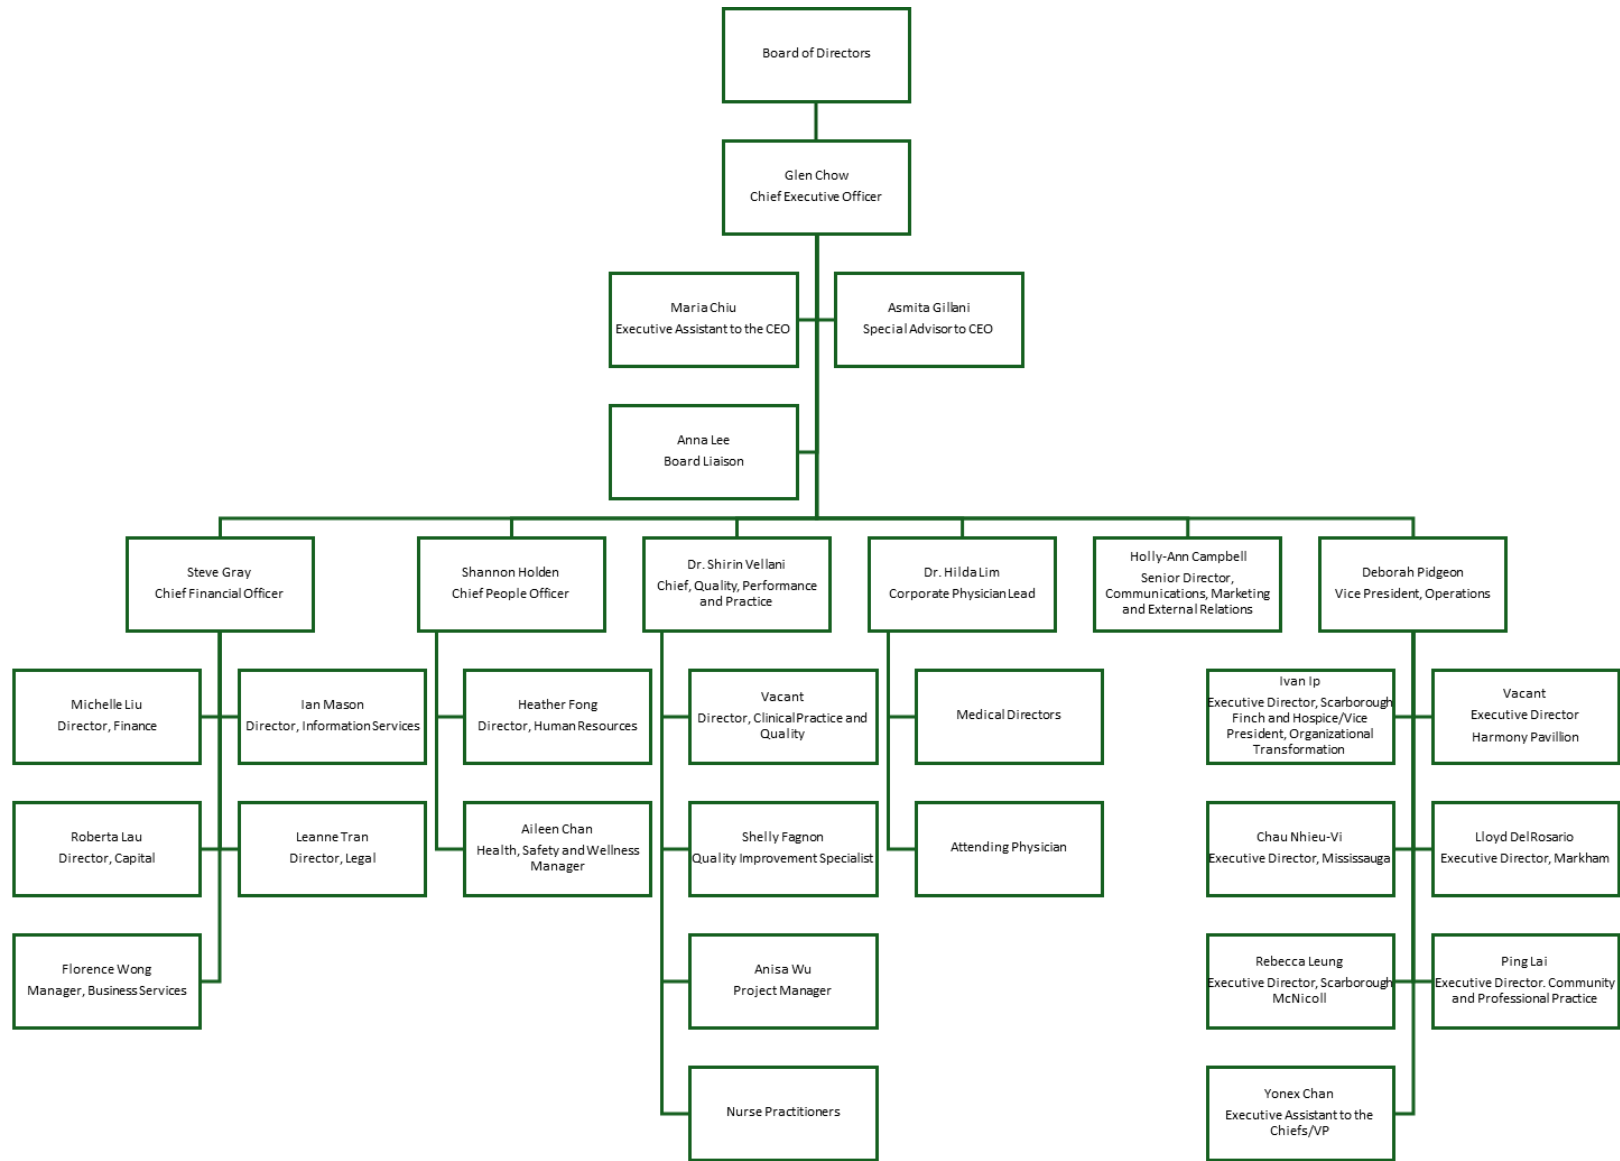 Board of Directors
Glen Chow
Chief Executive Officer
Maria Chiu
Executive Assistant to the CEO
Asmita Gillani
Special Advisor to CEO
Anna Lee
Board Liaison
Steve Gray
Chief Financial Officer
Shannon Holden
Chief People Officer
Dr. Shirin Vellani
Chief, Quality, Performance
and Practice
Dr. Hilda Lim
Corporate Physician Lead
Holly-Ann Campbell
Senior Director,
Communications, Marketing
and External Relations
Deborah Pidgeon
Vice President, Operations
Michelle Liu
Director, Finance
Ian Mason
Director, Information Services
Heather Fong
Director, Human Resources
Vacant
Director, Clinical Practice and
Quality
Medical Directors
Ivan Ip
Executive Director, Scarborough
Finch and Hospice/Vice
President, Organizational
Transformation
Vacant
Executive Director
Harmony Pavillion
Roberta Lau
Director, Capital
Leanne Tran
Director, Legal
Aileen Chan
Health, Safety and Wellness
Manager
Shelly Fagnon
Quality Improvement Specialist
Attending Physician
Chau Nhieu-Vi
Executive Director, Mississauga
Lloyd DelRosario
Executive Director, Markham
Florence Wong
Manager, Business Services
Anisa Wu
Project Manager
Rebecca Leung
Executive Director, Scarborough
McNicoll
Ping Lai
Executive Director. Community
and Professional Practice
Nurse Practitioners
Yonex Chan
Executive Assistant to the
Chiefs/VP